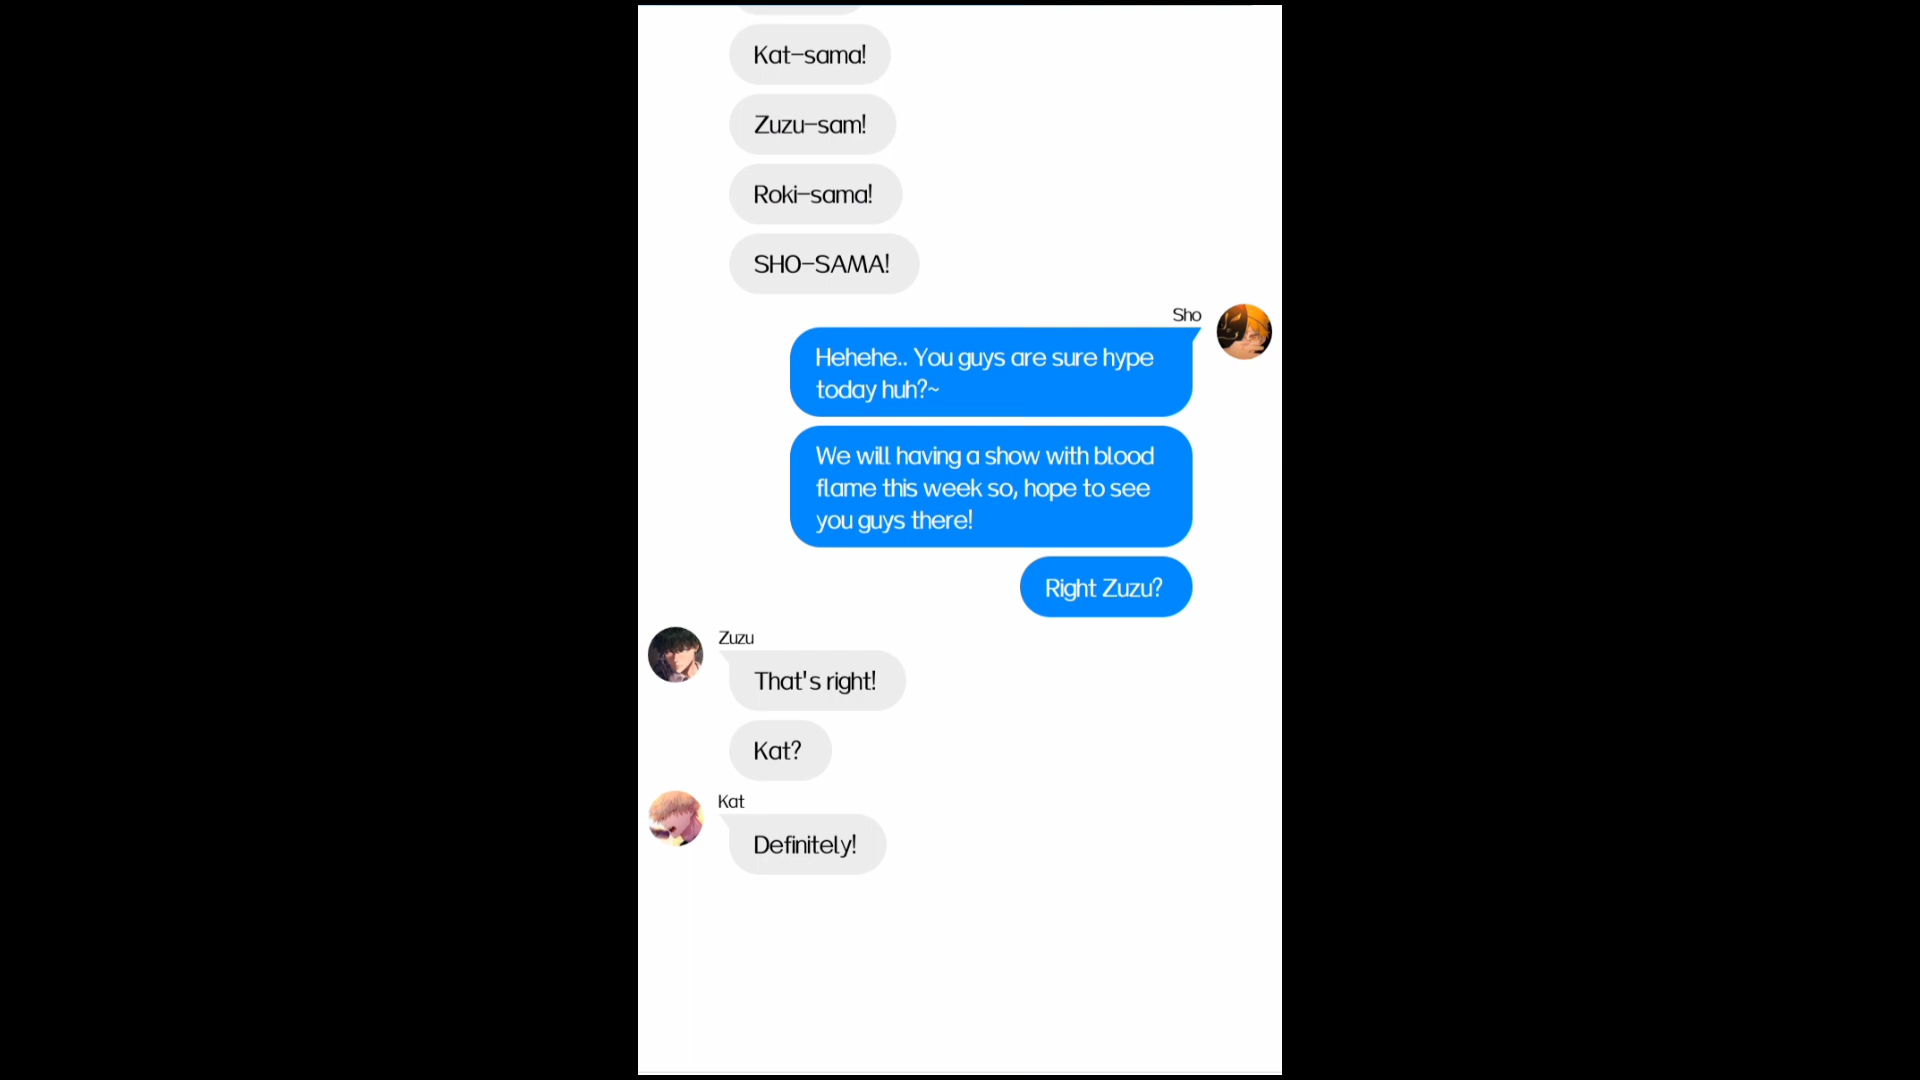 Kat-sama!
Zuzu-sam!
Roki-sama!
SHO-SAMA!
Sho
Hehehe.. You guys are sure hype
today huh?~
We will having a show with blood
flame this week so, hope to see
you guys there!
Right Zuzu?
Zuzu
That's right!
Kat?
Kat
Definitely!